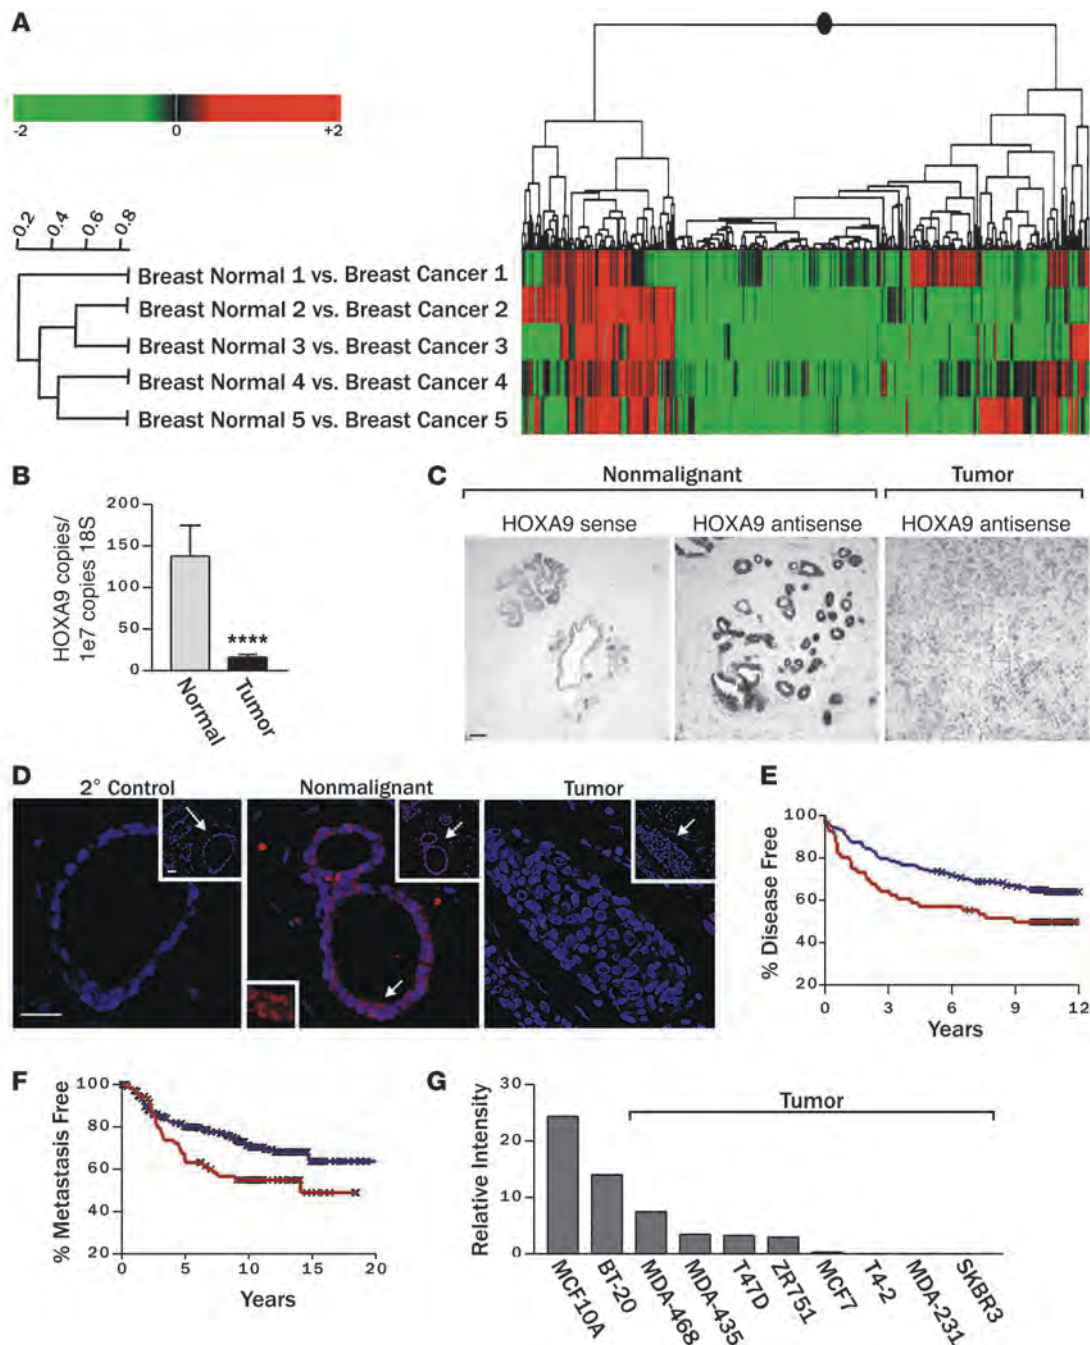 A
-2 0 +2
0.2 0.4 0.6 0.8
Breast Normal 1 vs. Breast Cancer 1
Breast Normal 2 vs. Breast Cancer 2
Breast Normal 3 vs. Breast Cancer 3
Breast Normal 4 vs. Breast Cancer 4
Breast Normal 5 vs. Breast Cancer 5
B
HOXA9 copies/
1e7 copies 18S
200
150
100
50
0
****
Normal
Tumor
C
Nonmalignant
Tumor
HOXA9 sense
HOXA9 antisense
HOXA9 antisense
D
2° Control
Nonmalignant
Tumor
E
% Disease Free
100
80
60
40
20
0 3 6 9 12
Years
F
% Metastasis Free
100
80
60
40
20
0 5 10 15 20
Years
G
Relative Intensity
30
20
10
0
Tumor
MCF10A
BT-20
MDA-468
MDA-435
T47D
ZR751
MCF7
T4-2
MDA-231
SKBR3